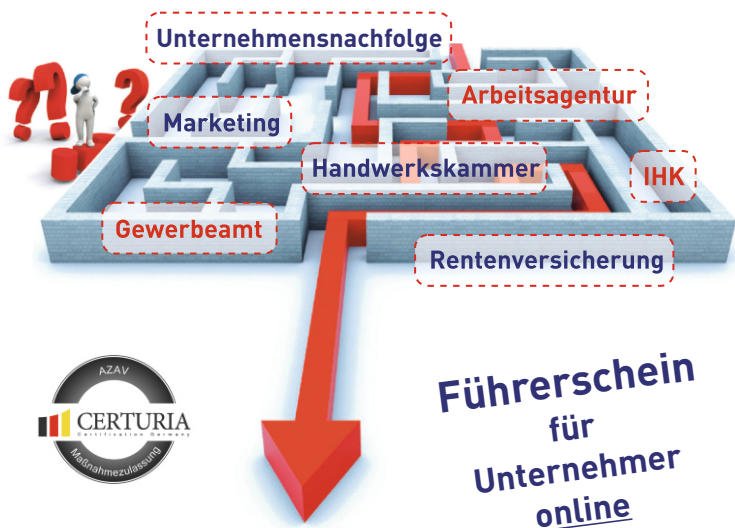 Unternehmensnachfolge
Arbeitsagentur
Marketing
Handwerkskammer
IHK
Gewerbeamt
Rentenversicherung
AZAV
CERTURIA
Certification Germany
Maßnahmezulassung
Führerschein
für
Unternehmer
online